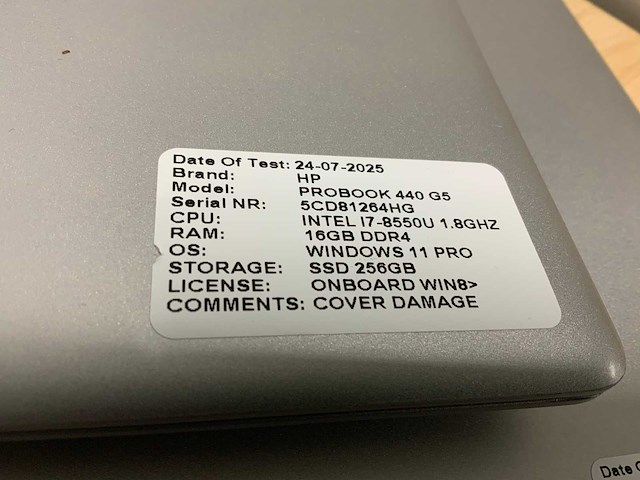 Date Of Test: 24-07-2025
Brand: HP
Model: PROBOOK 440 G5
Serial NR: 5CD81264HG
CPU: INTEL I7-8550U 1.8GHZ
RAM: 16GB DDR4
OS: WINDOWS 11 PRO
STORAGE: SSD 256GB
LICENSE: ONBOARD WIN8>
COMMENTS: COVER DAMAGE
Date